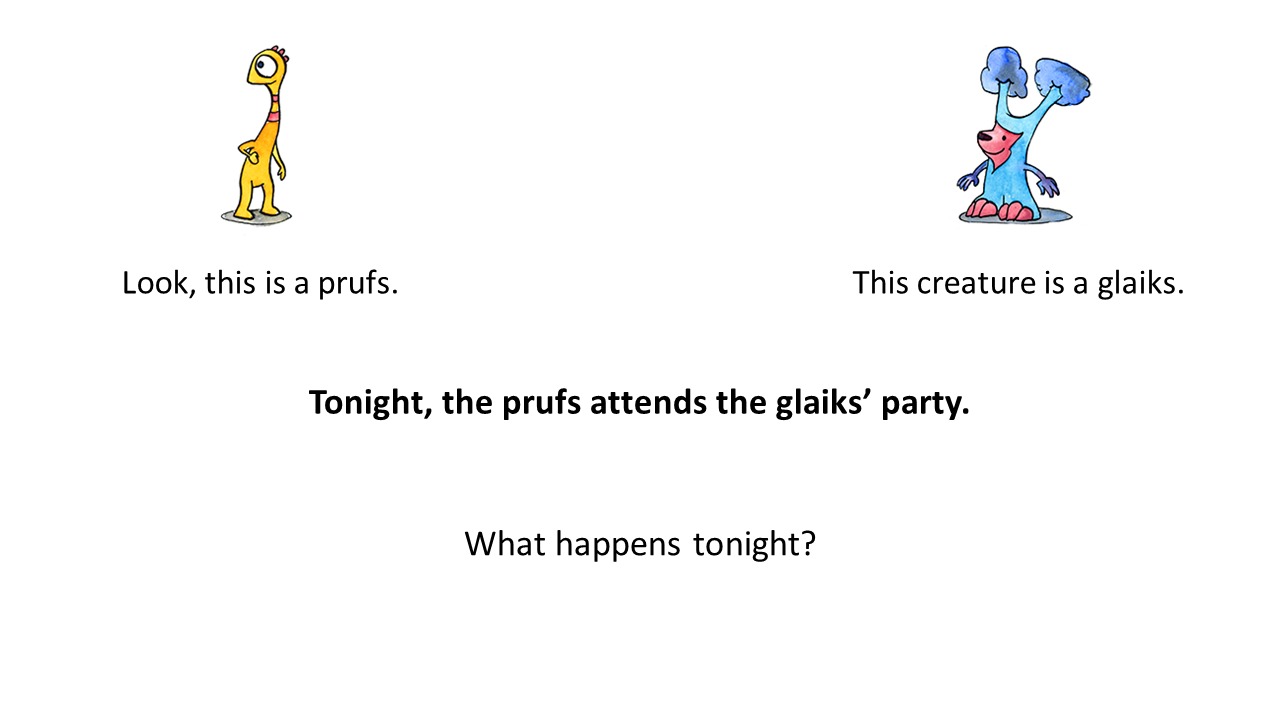 Look, this is a prufs.
This creature is a glaiks.
Tonight, the prufs attends the glaiks’ party.
What happens tonight?